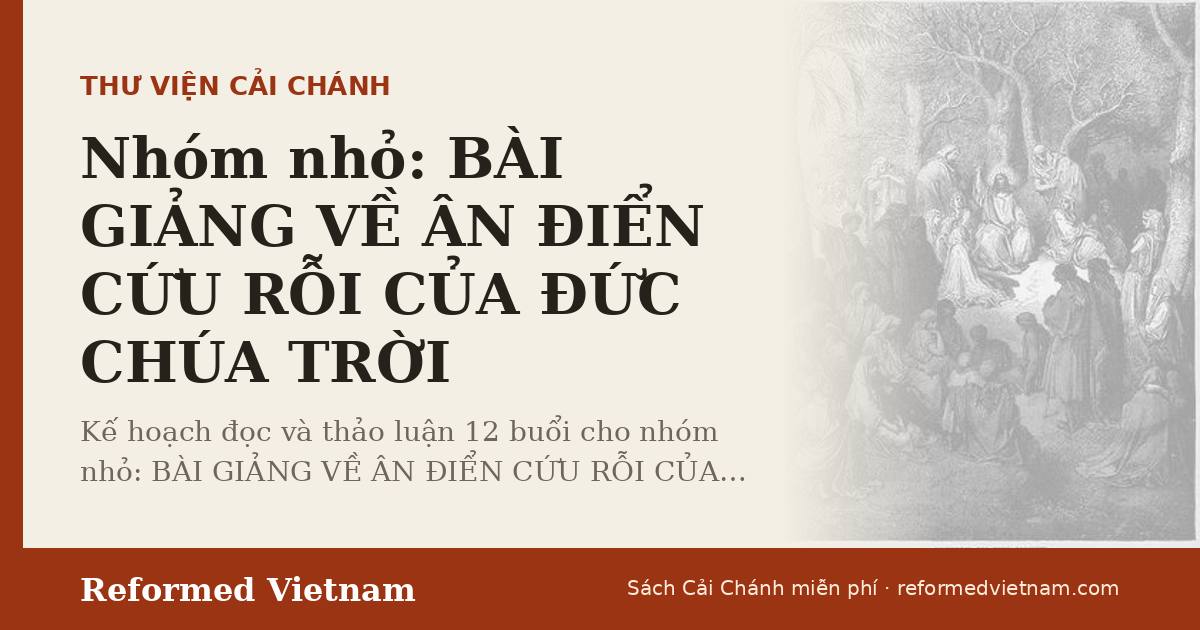 THƯ VIỆN CẢI CHÁNH
Nhóm nhỏ: BÀI
GIẢNG VỀ ÂN ĐIỂN
CỨU RỖI CỦA ĐỨC
CHÚA TRỜI
Kế hoạch đọc và thảo luận 12 buổi cho nhóm
nhỏ: BÀI GIẢNG VỀ ÂN ĐIỂN CỨU RỖI CỦA…
Reformed Vietnam
Sách Cải Chánh miễn phí · reformedvietnam.com